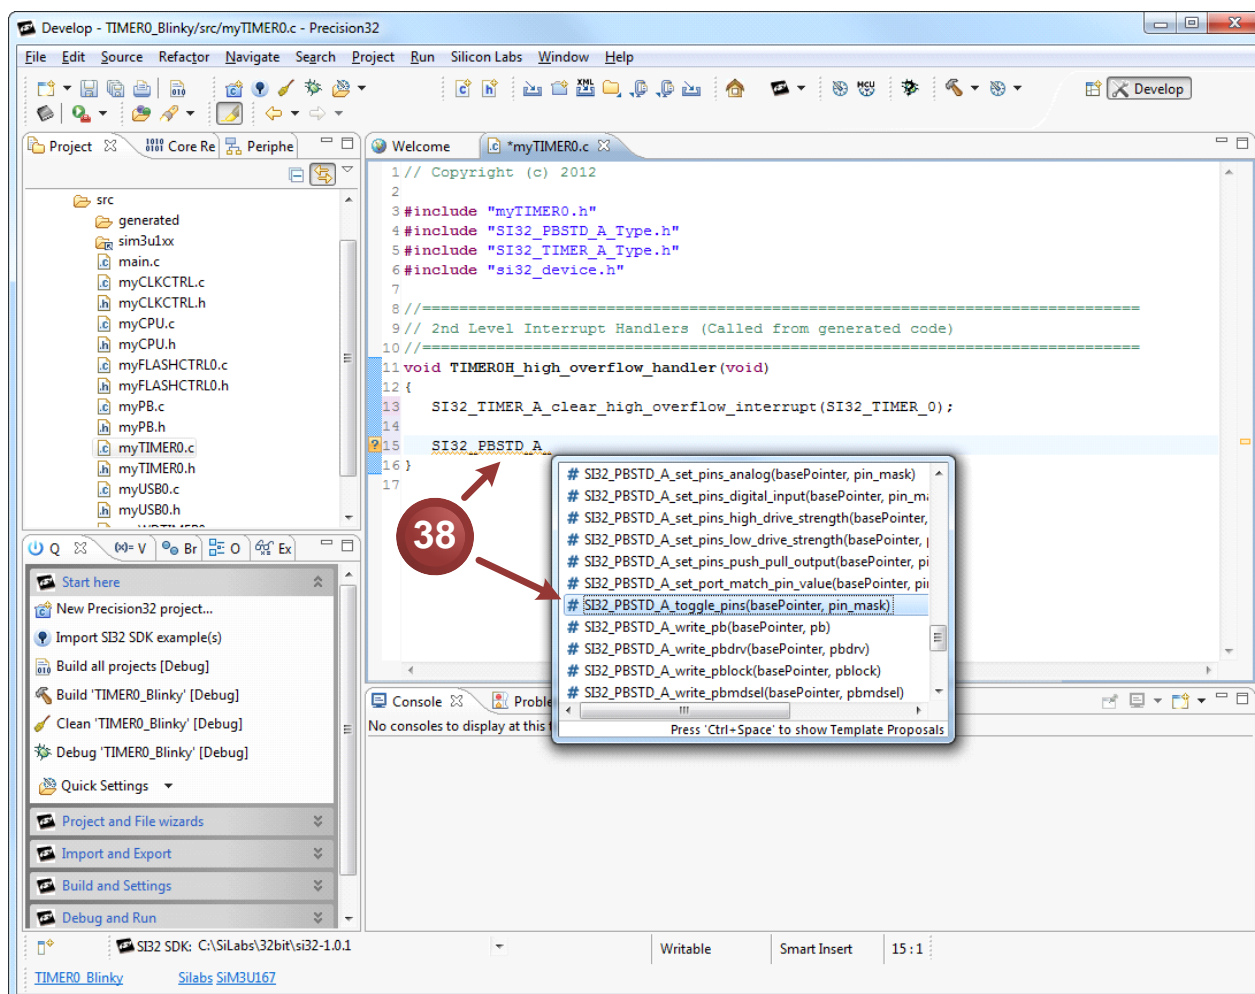 Develop - TIMER0_Blinky/src/myTIMER0.c - Precision32
File Edit Source Refactor Navigate Search Project Run Silicon Labs Window Help
Develop
Project Core Re Periphe
Welcome *myTIMER0.c
src
generated
sim3u1xx
main.c
myCLKCTRL.c
myCLKCTRL.h
myCPU.c
myCPU.h
myFLASHCTRL0.c
myFLASHCTRL0.h
myPB.c
myPB.h
myTIMER0.c
myTIMER0.h
myUSB0.c
myUSB0.h
1 // Copyright (c) 2012
2
3 #include "myTIMER0.h"
4 #include "SI32_PBSTD_A_Type.h"
5 #include "SI32_TIMER_A_Type.h"
6 #include "si32_device.h"
7
8 //==============================================================================
9 // 2nd Level Interrupt Handlers (Called from generated code)
10 //==============================================================================
11 void TIMER0H_high_overflow_handler(void)
12 {
13 SI32_TIMER_A_clear_high_overflow_interrupt(SI32_TIMER_0);
14
15 SI32_PBSTD_A_
16 }
17
38
# SI32_PBSTD_A_set_pins_analog(basePointer, pin_mask)
# SI32_PBSTD_A_set_pins_digital_input(basePointer, pin_ma
# SI32_PBSTD_A_set_pins_high_drive_strength(basePointer,
# SI32_PBSTD_A_set_pins_low_drive_strength(basePointer, p
# SI32_PBSTD_A_set_pins_push_pull_output(basePointer, pi
# SI32_PBSTD_A_set_port_match_pin_value(basePointer, pi
# SI32_PBSTD_A_toggle_pins(basePointer, pin_mask)
# SI32_PBSTD_A_write_pb(basePointer, pb)
# SI32_PBSTD_A_write_pbdrv(basePointer, pbdrv)
# SI32_PBSTD_A_write_pblock(basePointer, pblock)
# SI32_PBSTD_A_write_pbmdsel(basePointer, pbmdsel)
Press 'Ctrl+Space' to show Template Proposals
Q (x)= V Br O Ex
Start here
New Precision32 project...
Import SI32 SDK example(s)
Build all projects [Debug]
Build 'TIMER0_Blinky' [Debug]
Clean 'TIMER0_Blinky' [Debug]
Debug 'TIMER0_Blinky' [Debug]
Quick Settings
Project and File wizards
Import and Export
Build and Settings
Debug and Run
Console Proble
No consoles to display at this t
SI32 SDK: C:\SiLabs\32bit\si32-1.0.1
Writable Smart Insert 15 : 1
TIMER0_Blinky Silabs SiM3U167